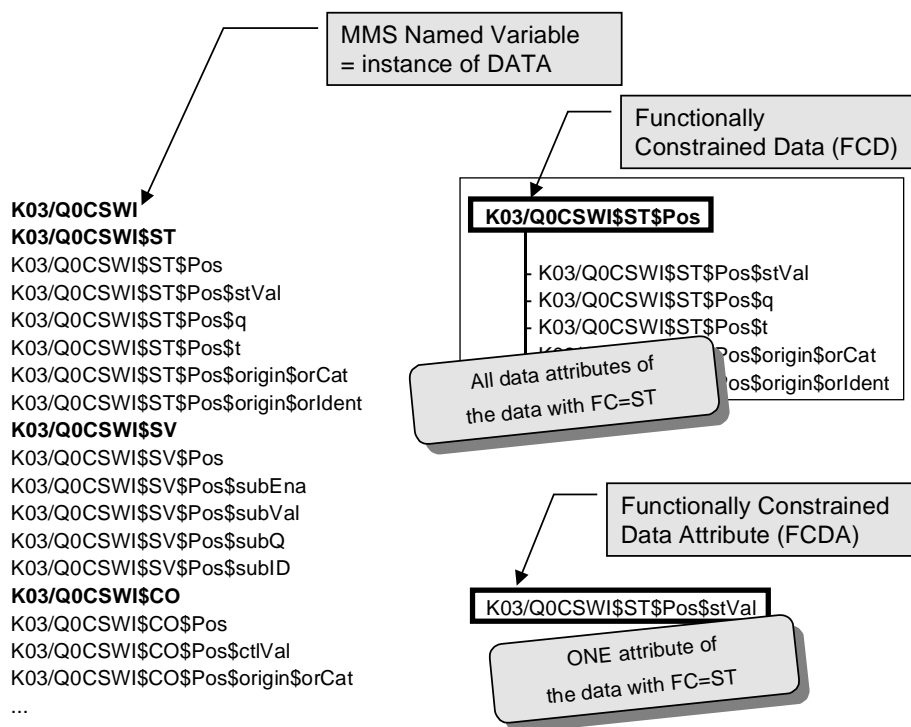 MMS Named Variable
= instance of DATA
Functionally
Constrained Data (FCD)
K03/Q0CSWI
K03/Q0CSWI$ST
K03/Q0CSWI$ST$Pos
K03/Q0CSWI$ST$Pos$stVal
K03/Q0CSWI$ST$Pos$q
K03/Q0CSWI$ST$Pos$t
K03/Q0CSWI$ST$Pos$origin$orCat
K03/Q0CSWI$ST$Pos$origin$orIdent
K03/Q0CSWI$SV
K03/Q0CSWI$SV$Pos
K03/Q0CSWI$SV$Pos$subEna
K03/Q0CSWI$SV$Pos$subVal
K03/Q0CSWI$SV$Pos$subQ
K03/Q0CSWI$SV$Pos$subID
K03/Q0CSWI$CO
K03/Q0CSWI$CO$Pos
K03/Q0CSWI$CO$Pos$ctlVal
K03/Q0CSWI$CO$Pos$origin$orCat
...
K03/Q0CSWI$ST$Pos
- K03/Q0CSWI$ST$Pos$stVal
- K03/Q0CSWI$ST$Pos$q
- K03/Q0CSWI$ST$Pos$t
Pos$origin$orCat
Pos$origin$orIdent
All data attributes of
the data with FC=ST
Functionally Constrained
Data Attribute (FCDA)
K03/Q0CSWI$ST$Pos$stVal
ONE attribute of
the data with FC=ST